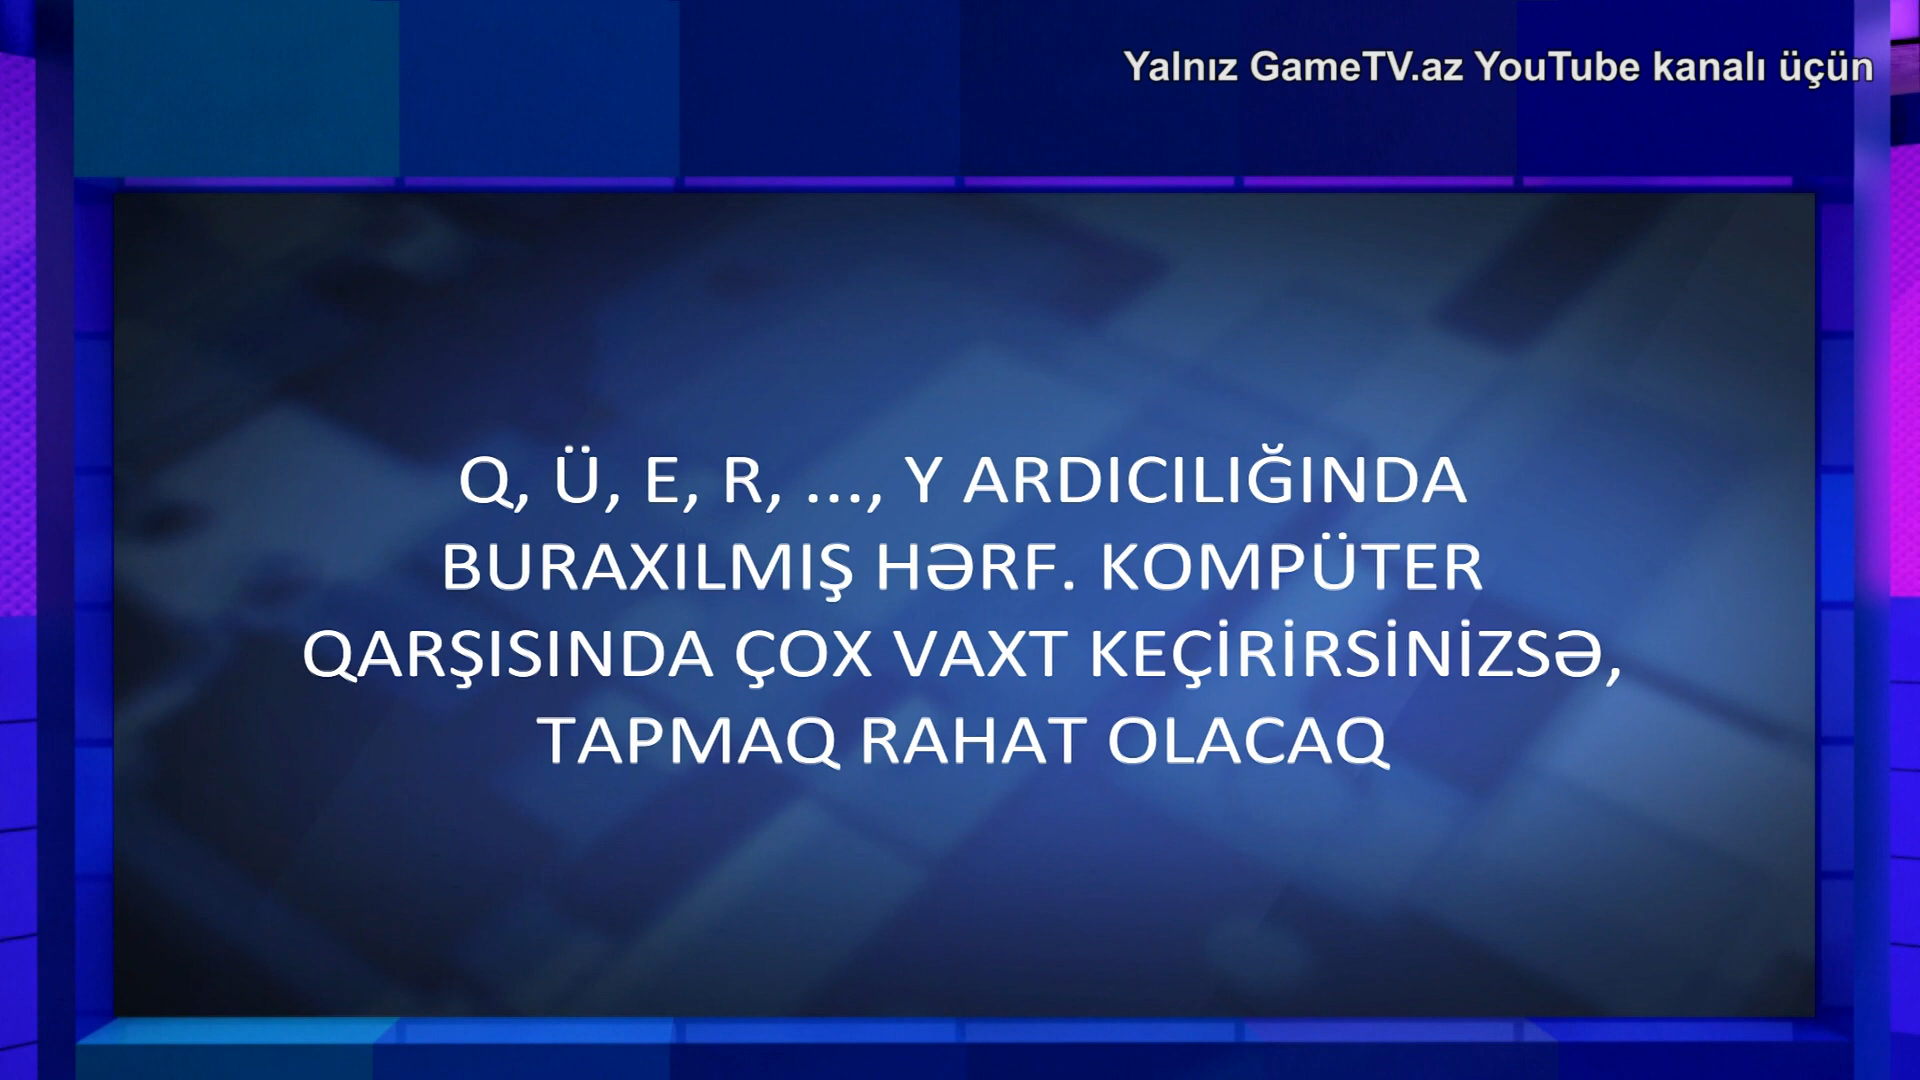 Yalnız GameTV.az YouTube kanalı üçün
Q, Ü, E, R, ..., Y ARDICILIĞINDA
BURAXILMIŞ HƏRF. KOMPÜTER
QARŞISINDA ÇOX VAXT KEÇİRİRSİNİZSƏ,
TAPMAQ RAHAT OLACAQ